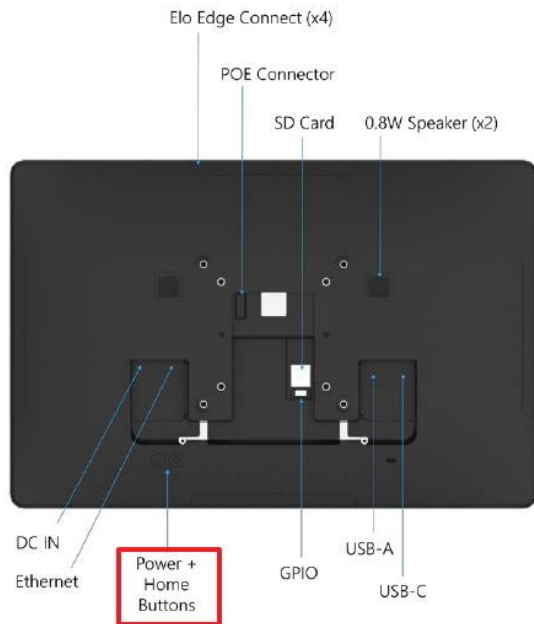 Elo Edge Connect (x4)
POE Connector
SD Card
0.8W Speaker (x2)
DC IN
Ethernet
Power +
Home
Buttons
GPIO
USB-A
USB-C